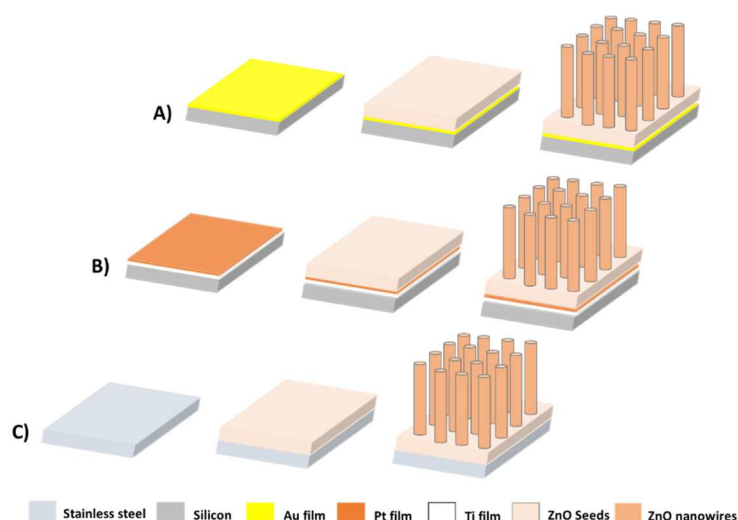 A)
B)
C)
Stainless steel Silicon Au film Pt film Ti film ZnO Seeds ZnO nanowires